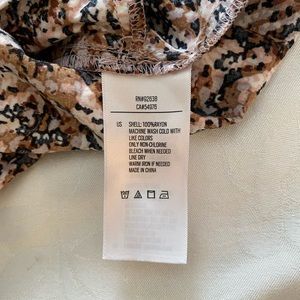 RN#92638
CA#54976
US SHELL: 100%RAYON
MACHINE WASH COLD WITH
LIKE COLORS
ONLY NON-CHLORINE
BLEACH WHEN NEEDED
LINE DRY
WARM IRON IF NEEDED
MADE IN CHINA